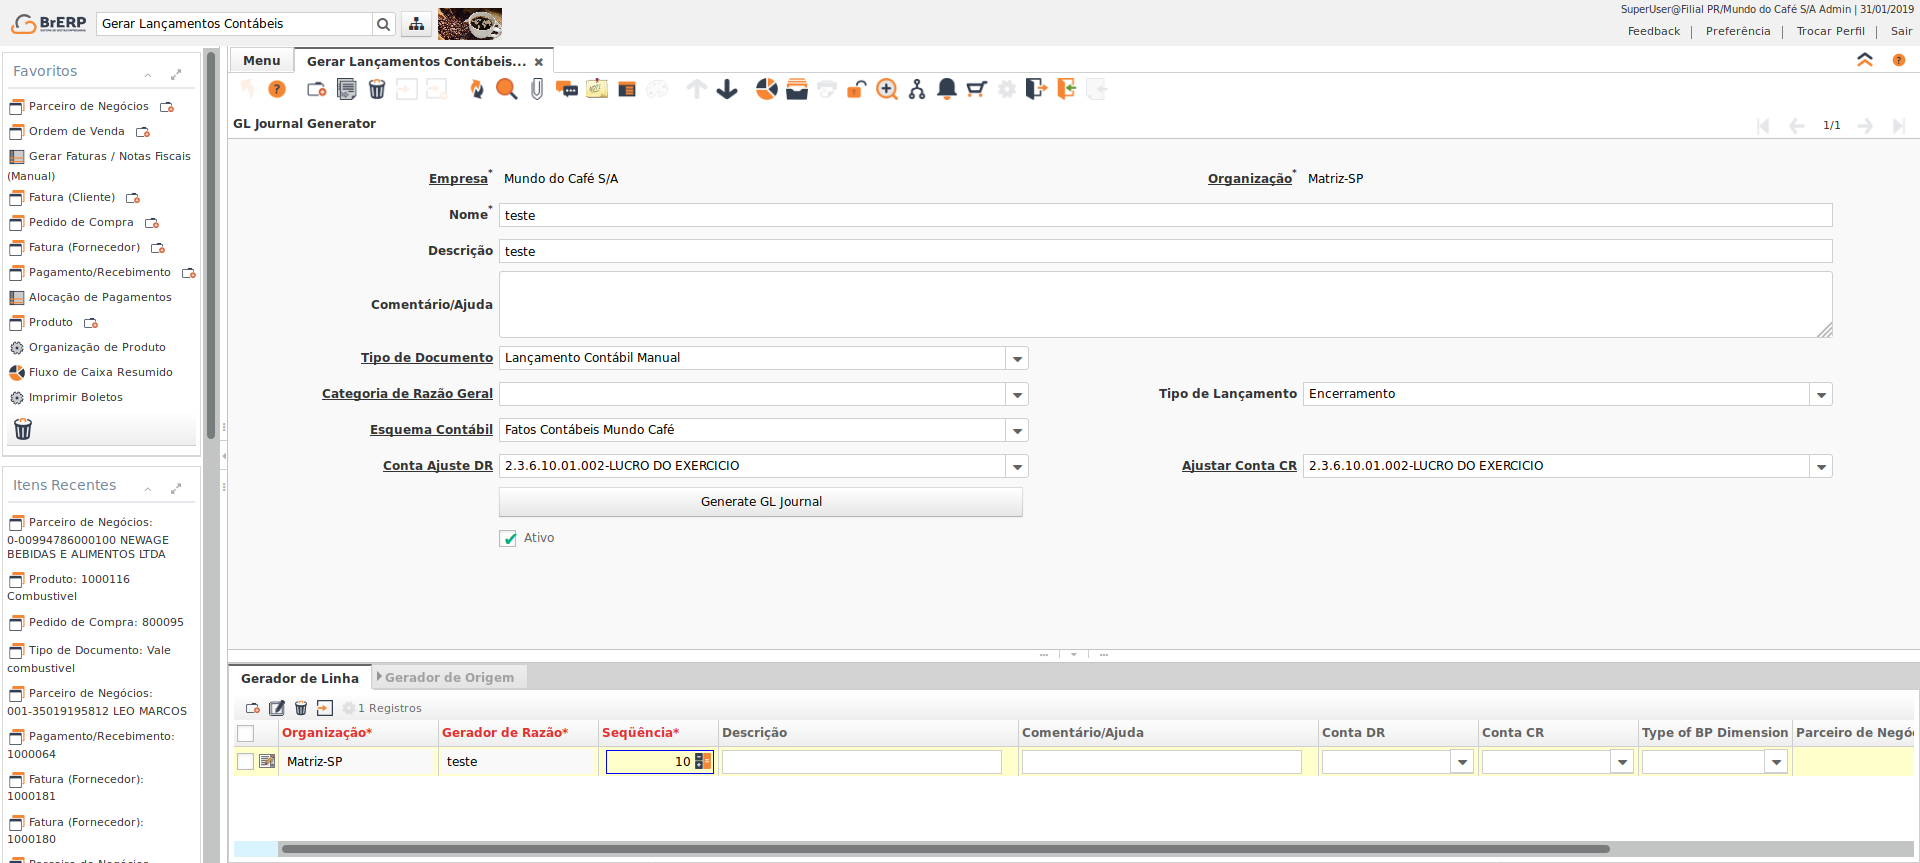 BrERP
Gerar Lançamentos Contábeis
SuperUser@Filial PR/Mundo do Café S/A Admin | 31/01/2019
Feedback | Preferência | Trocar Perfil | Sair
Favoritos
Parceiro de Negócios
Ordem de Venda
Gerar Faturas / Notas Fiscais
(Manual)
Fatura (Cliente)
Pedido de Compra
Fatura (Fornecedor)
Pagamento/Recebimento
Alocação de Pagamentos
Produto
Organização de Produto
Fluxo de Caixa Resumido
Imprimir Boletos
Itens Recentes
Parceiro de Negócios:
0-00994786000100 NEWAGE
BEBIDAS E ALIMENTOS LTDA
Produto: 1000116
Combustivel
Pedido de Compra: 800095
Tipo de Documento: Vale
combustivel
Parceiro de Negócios:
001-35019195812 LEO MARCOS
Pagamento/Recebimento:
1000064
Fatura (Fornecedor):
1000181
Fatura (Fornecedor):
1000180
Menu
Gerar Lançamentos Contábeis...
GL Journal Generator
1/1
Empresa* Mundo do Café S/A
Organização* Matriz-SP
Nome* teste
Descrição teste
Comentário/Ajuda
Tipo de Documento Lançamento Contábil Manual
Categoria de Razão Geral
Tipo de Lançamento Encerramento
Esquema Contábil Fatos Contábeis Mundo Café
Conta Ajuste DR 2.3.6.10.01.002-LUCRO DO EXERCICIO
Ajustar Conta CR 2.3.6.10.01.002-LUCRO DO EXERCICIO
Generate GL Journal
Ativo
Gerador de Linha
Gerador de Origem
1 Registros
Organização* Gerador de Razão* Seqüência* Descrição Comentário/Ajuda Conta DR Conta CR Type of BP Dimension Parceiro de Negó
Matriz-SP teste 10